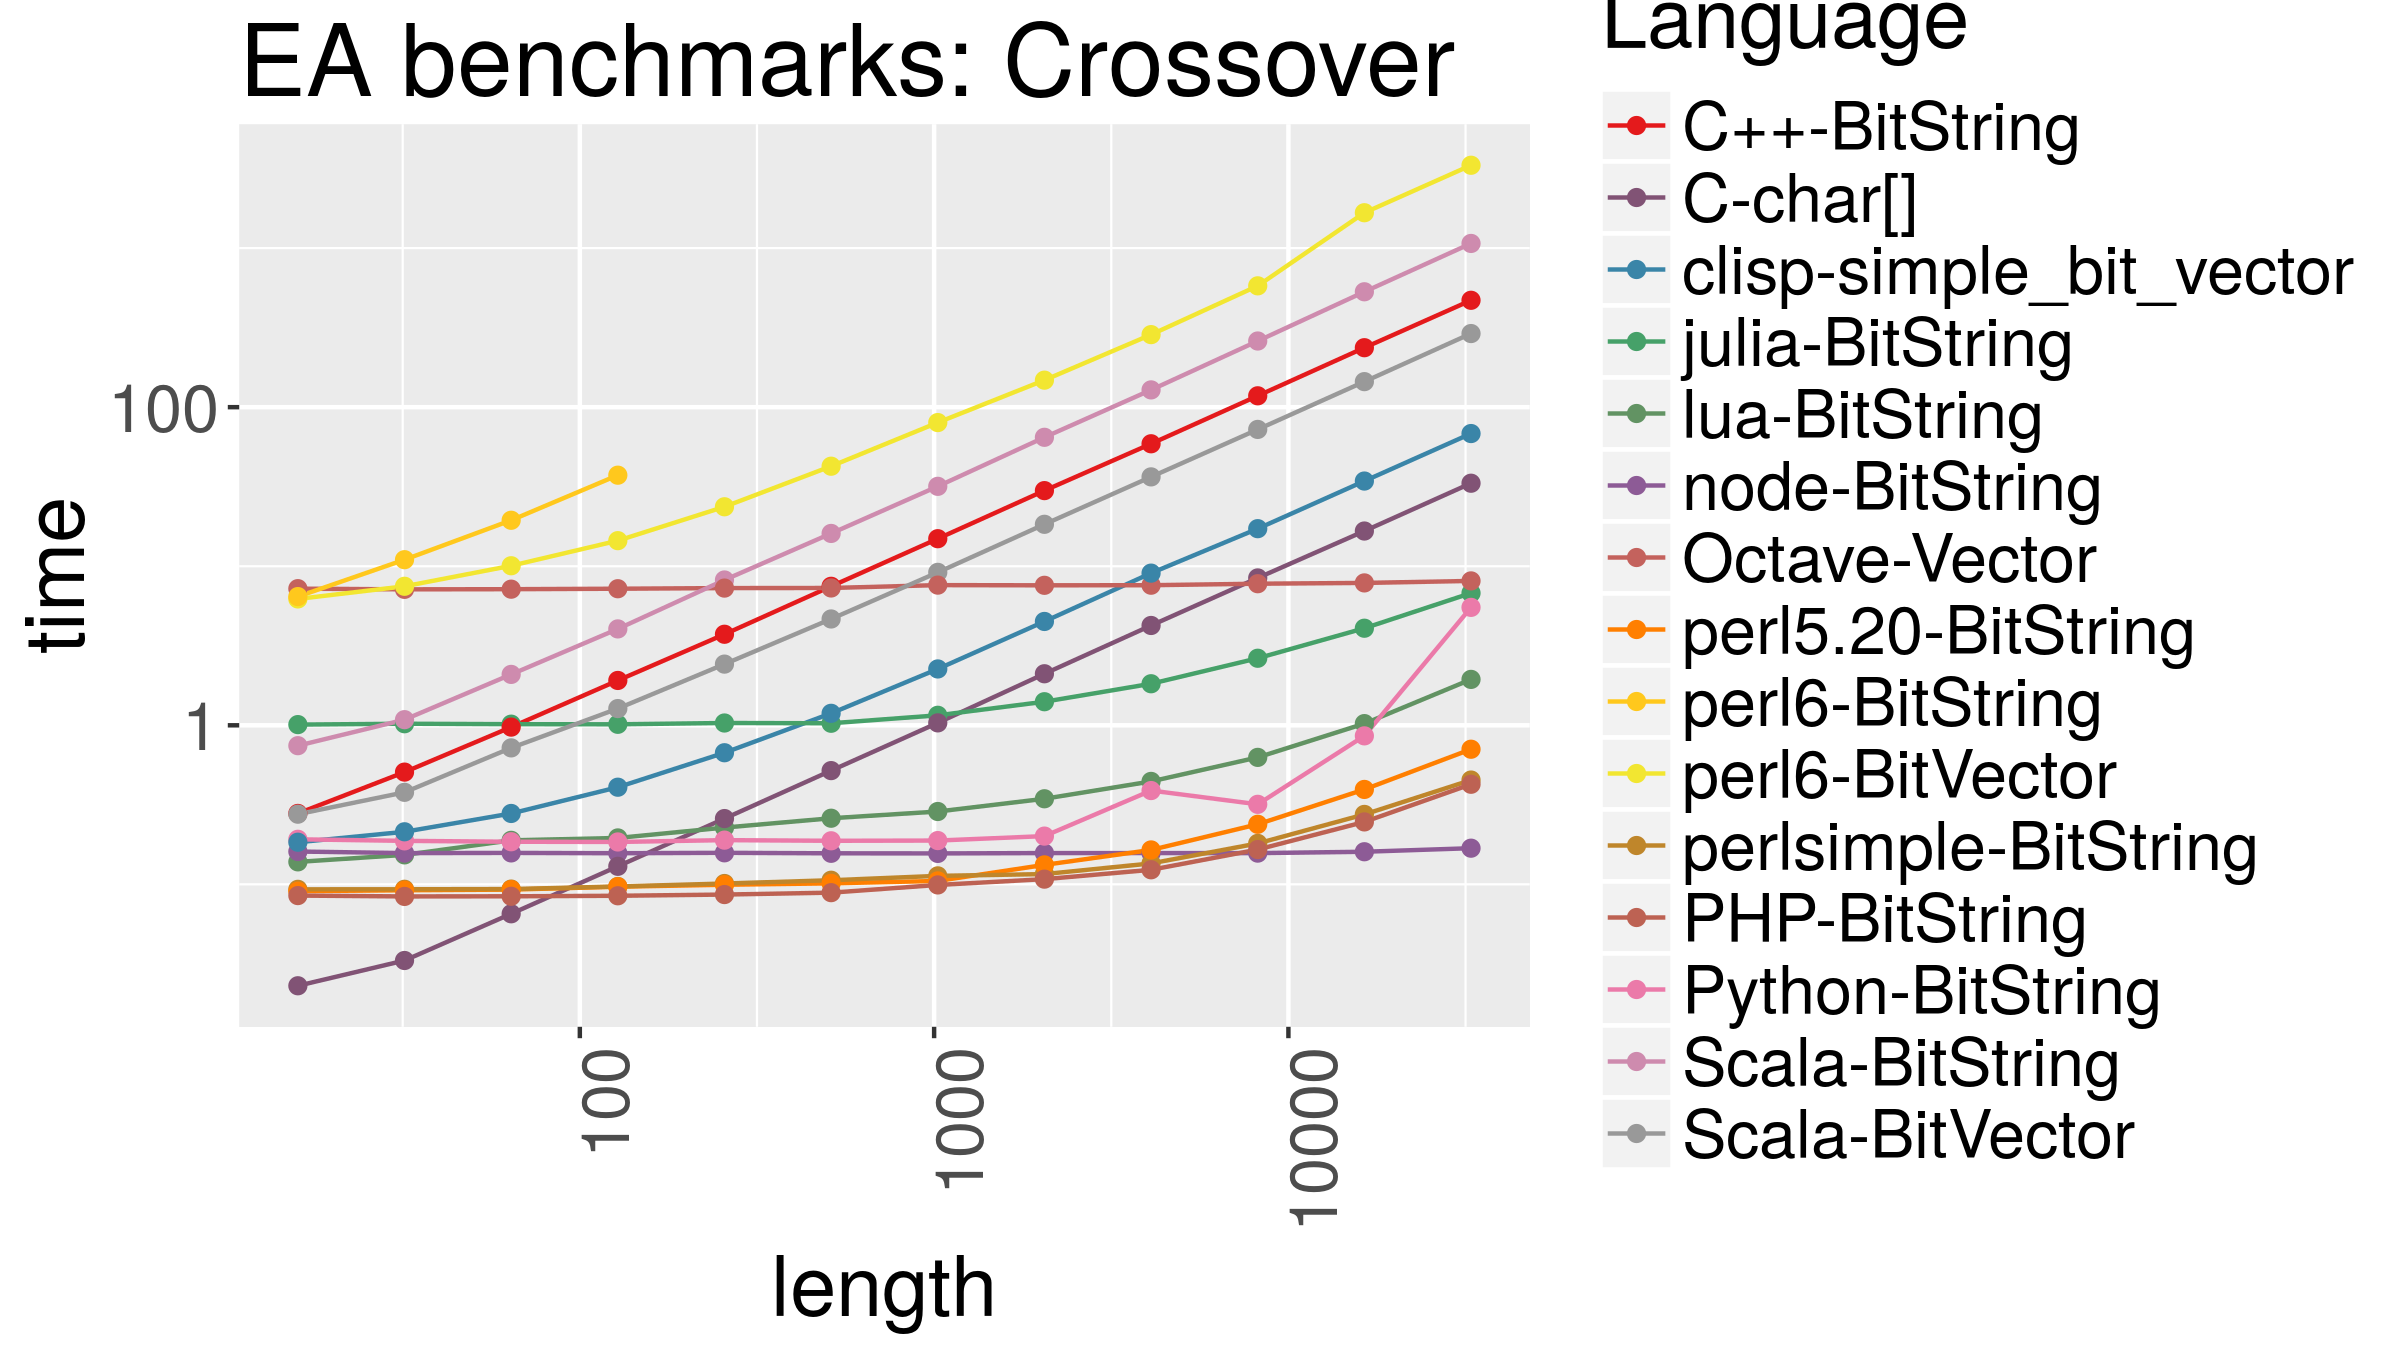 EA benchmarks: Crossover
time
100
1
100
1000
10000
length
Language
C++-BitString
C-char[]
clisp-simple_bit_vector
julia-BitString
lua-BitString
node-BitString
Octave-Vector
perl5.20-BitString
perl6-BitString
perl6-BitVector
perlsimple-BitString
PHP-BitString
Python-BitString
Scala-BitString
Scala-BitVector